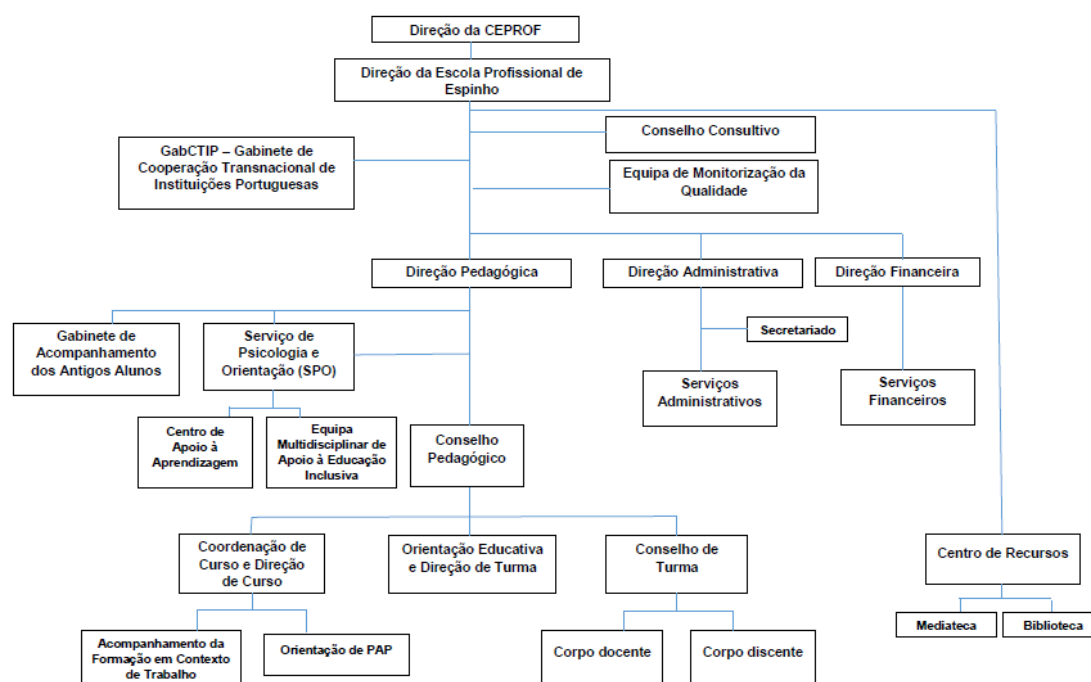 Direção da CEPROF
Direção da Escola Profissional de
Espinho
Conselho Consultivo
GabCTIP – Gabinete de
Cooperação Transnacional de
Instituições Portuguesas
Equipa de Monitorização da
Qualidade
Direção Pedagógica
Direção Administrativa
Direção Financeira
Secretariado
Gabinete de
Acompanhamento
dos Antigos Alunos
Serviço de
Psicologia e
Orientação (SPO)
Serviços
Administrativos
Serviços
Financeiros
Centro de
Apoio à
Aprendizagem
Equipa
Multidisciplinar de
Apoio à Educação
Inclusiva
Conselho
Pedagógico
Coordenação de
Curso e Direção
de Curso
Orientação Educativa
e Direção de Turma
Conselho de
Turma
Centro de Recursos
Mediateca
Biblioteca
Acompanhamento da
Formação em Contexto
de Trabalho
Orientação de PAP
Corpo docente
Corpo discente